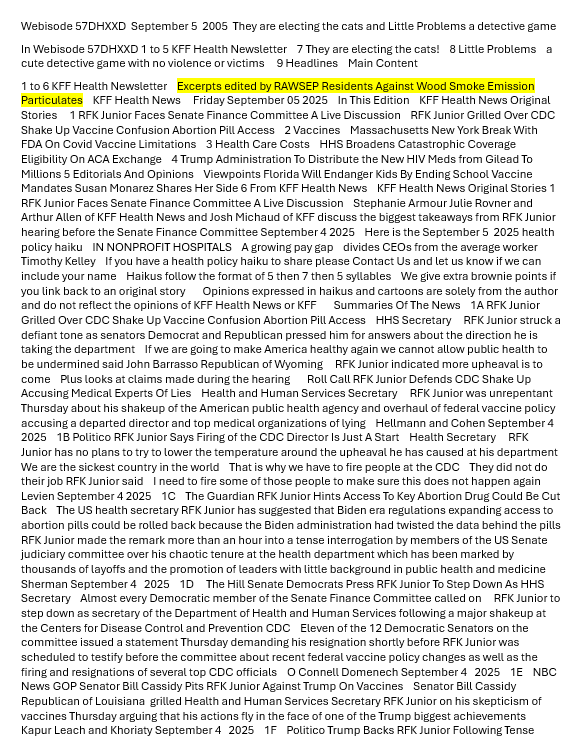 Webisode 57DHXXD  September 5  2005  They are electing the cats and Little Problems a detective game
In Webisode 57DHXXD 1 to 5 KFF Health Newsletter   7 They are electing the cats!   8 Little Problems   a
cute detective game with no violence or victims    9 Headlines   Main Content
1 to 6 KFF Health Newsletter   Excerpts edited by RAWSEP Residents Against Wood Smoke Emission
Particulates   KFF Health News    Friday September 05 2025   In This Edition   KFF Health News Original
Stories    1 RFK Junior Faces Senate Finance Committee A Live Discussion   RFK Junior Grilled Over CDC
Shake Up Vaccine Confusion Abortion Pill Access   2 Vaccines   Massachusetts New York Break With
FDA On Covid Vaccine Limitations   3 Health Care Costs   HHS Broadens Catastrophic Coverage
Eligibility On ACA Exchange   4 Trump Administration To Distribute the New HIV Meds from Gilead To
Millions 5 Editorials And Opinions   Viewpoints Florida Will Endanger Kids By Ending School Vaccine
Mandates Susan Monarez Shares Her Side 6 From KFF Health News   KFF Health News Original Stories 1
RFK Junior Faces Senate Finance Committee A Live Discussion   Stephanie Armour Julie Rovner and
Arthur Allen of KFF Health News and Josh Michaud of KFF discuss the biggest takeaways from RFK Junior
hearing before the Senate Finance Committee September 4 2025   Here is the September 5  2025 health
policy haiku   IN NONPROFIT HOSPITALS   A growing pay gap   divides CEOs from the average worker
Timothy Kelley   If you have a health policy haiku to share please Contact Us and let us know if we can
include your name   Haikus follow the format of 5 then 7 then 5 syllables   We give extra brownie points if
you link back to an original story     Opinions expressed in haikus and cartoons are solely from the author
and do not reflect the opinions of KFF Health News or KFF      Summaries Of The News   1A RFK Junior
Grilled Over CDC Shake Up Vaccine Confusion Abortion Pill Access   HHS Secretary    RFK Junior struck a
defiant tone as senators Democrat and Republican pressed him for answers about the direction he is
taking the department   If we are going to make America healthy again we cannot allow public health to
be undermined said John Barrasso Republican of Wyoming    RFK Junior indicated more upheaval is to
come   Plus looks at claims made during the hearing     Roll Call RFK Junior Defends CDC Shake Up
Accusing Medical Experts Of Lies   Health and Human Services Secretary    RFK Junior was unrepentant
Thursday about his shakeup of the American public health agency and overhaul of federal vaccine policy
accusing a departed director and top medical organizations of lying   Hellmann and Cohen September 4
2025   1B Politico RFK Junior Says Firing of the CDC Director Is Just A Start   Health Secretary    RFK
Junior has no plans to try to lower the temperature around the upheaval he has caused at his department
We are the sickest country in the world   That is why we have to fire people at the CDC   They did not do
their job RFK Junior said   I need to fire some of those people to make sure this does not happen again
Levien September 4 2025   1C   The Guardian RFK Junior Hints Access To Key Abortion Drug Could Be Cut
Back   The US health secretary RFK Junior has suggested that Biden era regulations expanding access to
abortion pills could be rolled back because the Biden administration had twisted the data behind the pills
RFK Junior made the remark more than an hour into a tense interrogation by members of the US Senate
judiciary committee over his chaotic tenure at the health department which has been marked by
thousands of layoffs and the promotion of leaders with little background in public health and medicine
Sherman September 4  2025   1D    The Hill Senate Democrats Press RFK Junior To Step Down As HHS
Secretary   Almost every Democratic member of the Senate Finance Committee called on    RFK Junior to
step down as secretary of the Department of Health and Human Services following a major shakeup at
the Centers for Disease Control and Prevention CDC   Eleven of the 12 Democratic Senators on the
committee issued a statement Thursday demanding his resignation shortly before RFK Junior was
scheduled to testify before the committee about recent federal vaccine policy changes as well as the
firing and resignations of several top CDC officials   O Connell Domenech September 4  2025   1E   NBC
News GOP Senator Bill Cassidy Pits RFK Junior Against Trump On Vaccines   Senator Bill Cassidy
Republican of Louisiana  grilled Health and Human Services Secretary RFK Junior on his skepticism of
vaccines Thursday arguing that his actions fly in the face of one of the Trump biggest achievements
Kapur Leach and Khoriaty September 4  2025   1F   Politico Trump Backs RFK Junior Following Tense